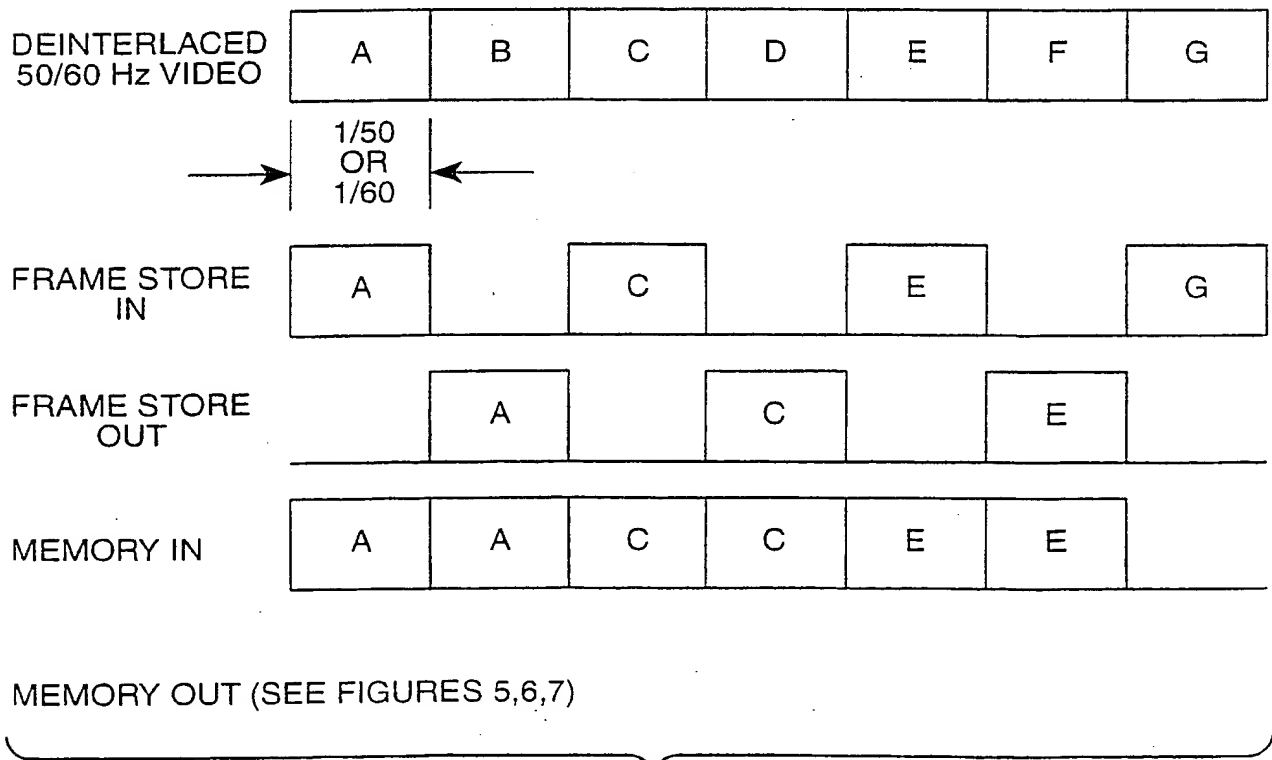 DEINTERLACED
50/60 Hz VIDEO
A B C D E F G
1/50
OR
1/60
FRAME STORE
IN
A C E G
FRAME STORE
OUT
A C E
MEMORY IN
A A C C E E
MEMORY OUT (SEE FIGURES 5,6,7)